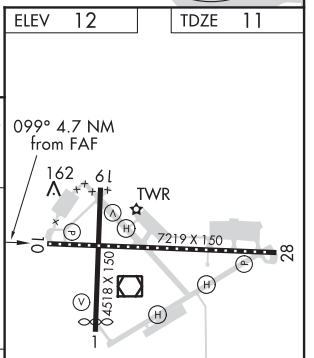 ELEV 12
TDZE 11
099° 4.7 NM
from FAF
162
19
TWR
V
H
P
10
7219 X 150
28
P
H
4518 X 150
V
H
1